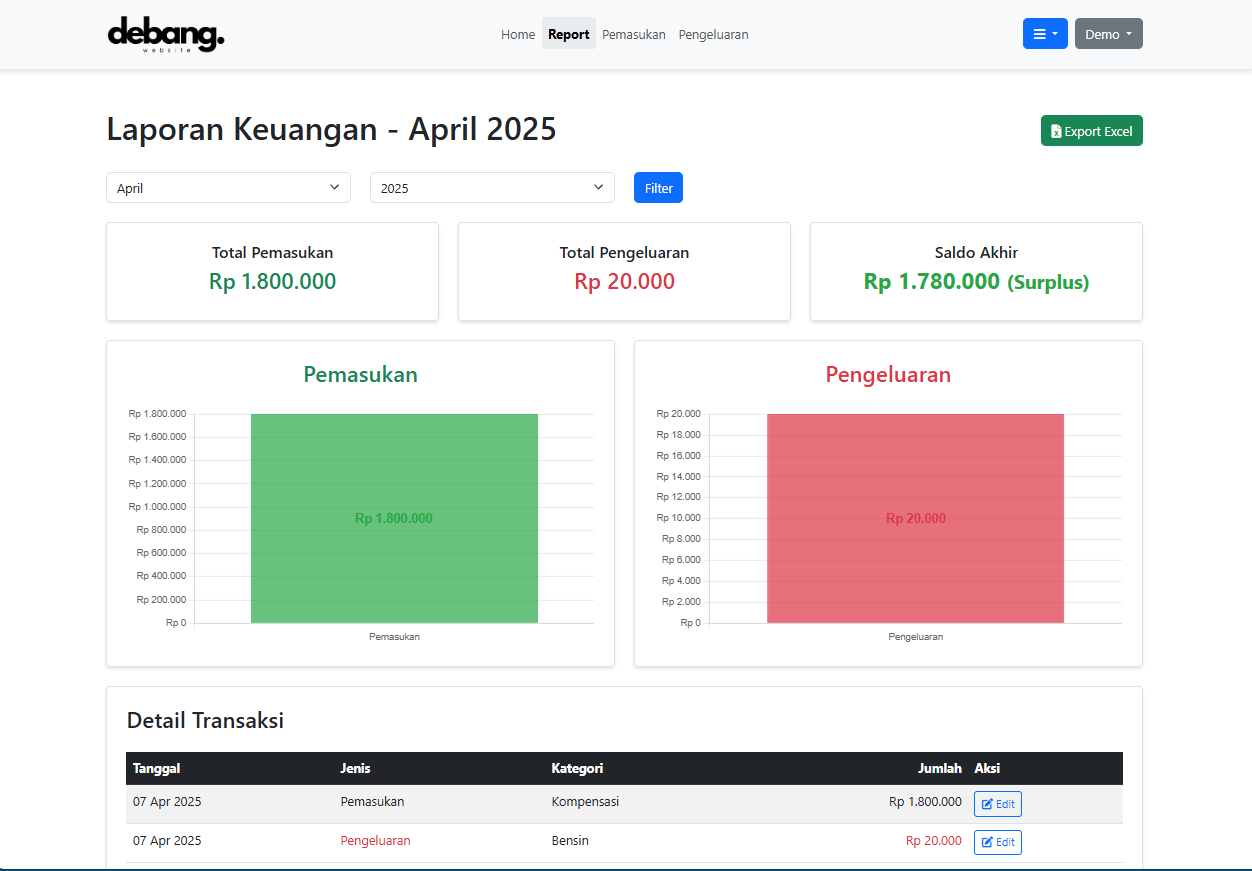 debang.
website
Home Report Pemasukan Pengeluaran
Demo
Laporan Keuangan - April 2025
Export Excel
April
2025
Filter
Total Pemasukan
Rp 1.800.000
Total Pengeluaran
Rp 20.000
Saldo Akhir
Rp 1.780.000 (Surplus)
Pemasukan
Rp 1.800.000
Rp 1.600.000
Rp 1.400.000
Rp 1.200.000
Rp 1.000.000
Rp 800.000
Rp 600.000
Rp 400.000
Rp 200.000
Rp 0
Rp 1.800.000
Pemasukan
Pengeluaran
Rp 20.000
Rp 18.000
Rp 16.000
Rp 14.000
Rp 12.000
Rp 10.000
Rp 8.000
Rp 6.000
Rp 4.000
Rp 2.000
Rp 0
Rp 20.000
Pengeluaran
Detail Transaksi
Tanggal Jenis Kategori Jumlah Aksi
07 Apr 2025 Pemasukan Kompensasi Rp 1.800.000 Edit
07 Apr 2025 Pengeluaran Bensin Rp 20.000 Edit